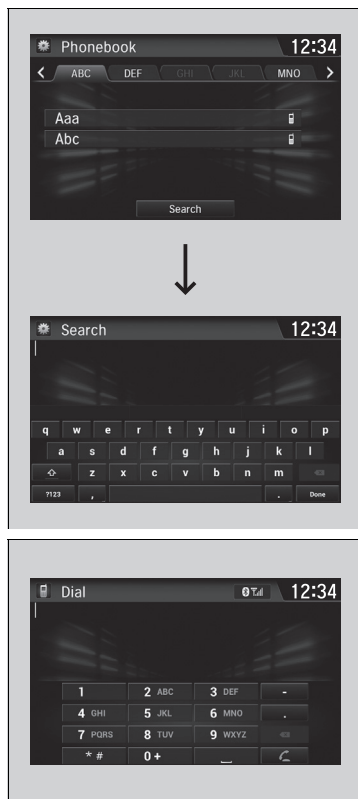 Phonebook 12:34
ABC DEF GHI JKL MNO
Aaa
Abc
Search
Search 12:34
q w e r t y u i o p
a s d f g h j k l
z x c v b n m
?123 , . Done
Dial 12:34
1 2 ABC 3 DEF -
4 GHI 5 JKL 6 MNO .
7 PQRS 8 TUV 9 WXYZ
* # 0 +